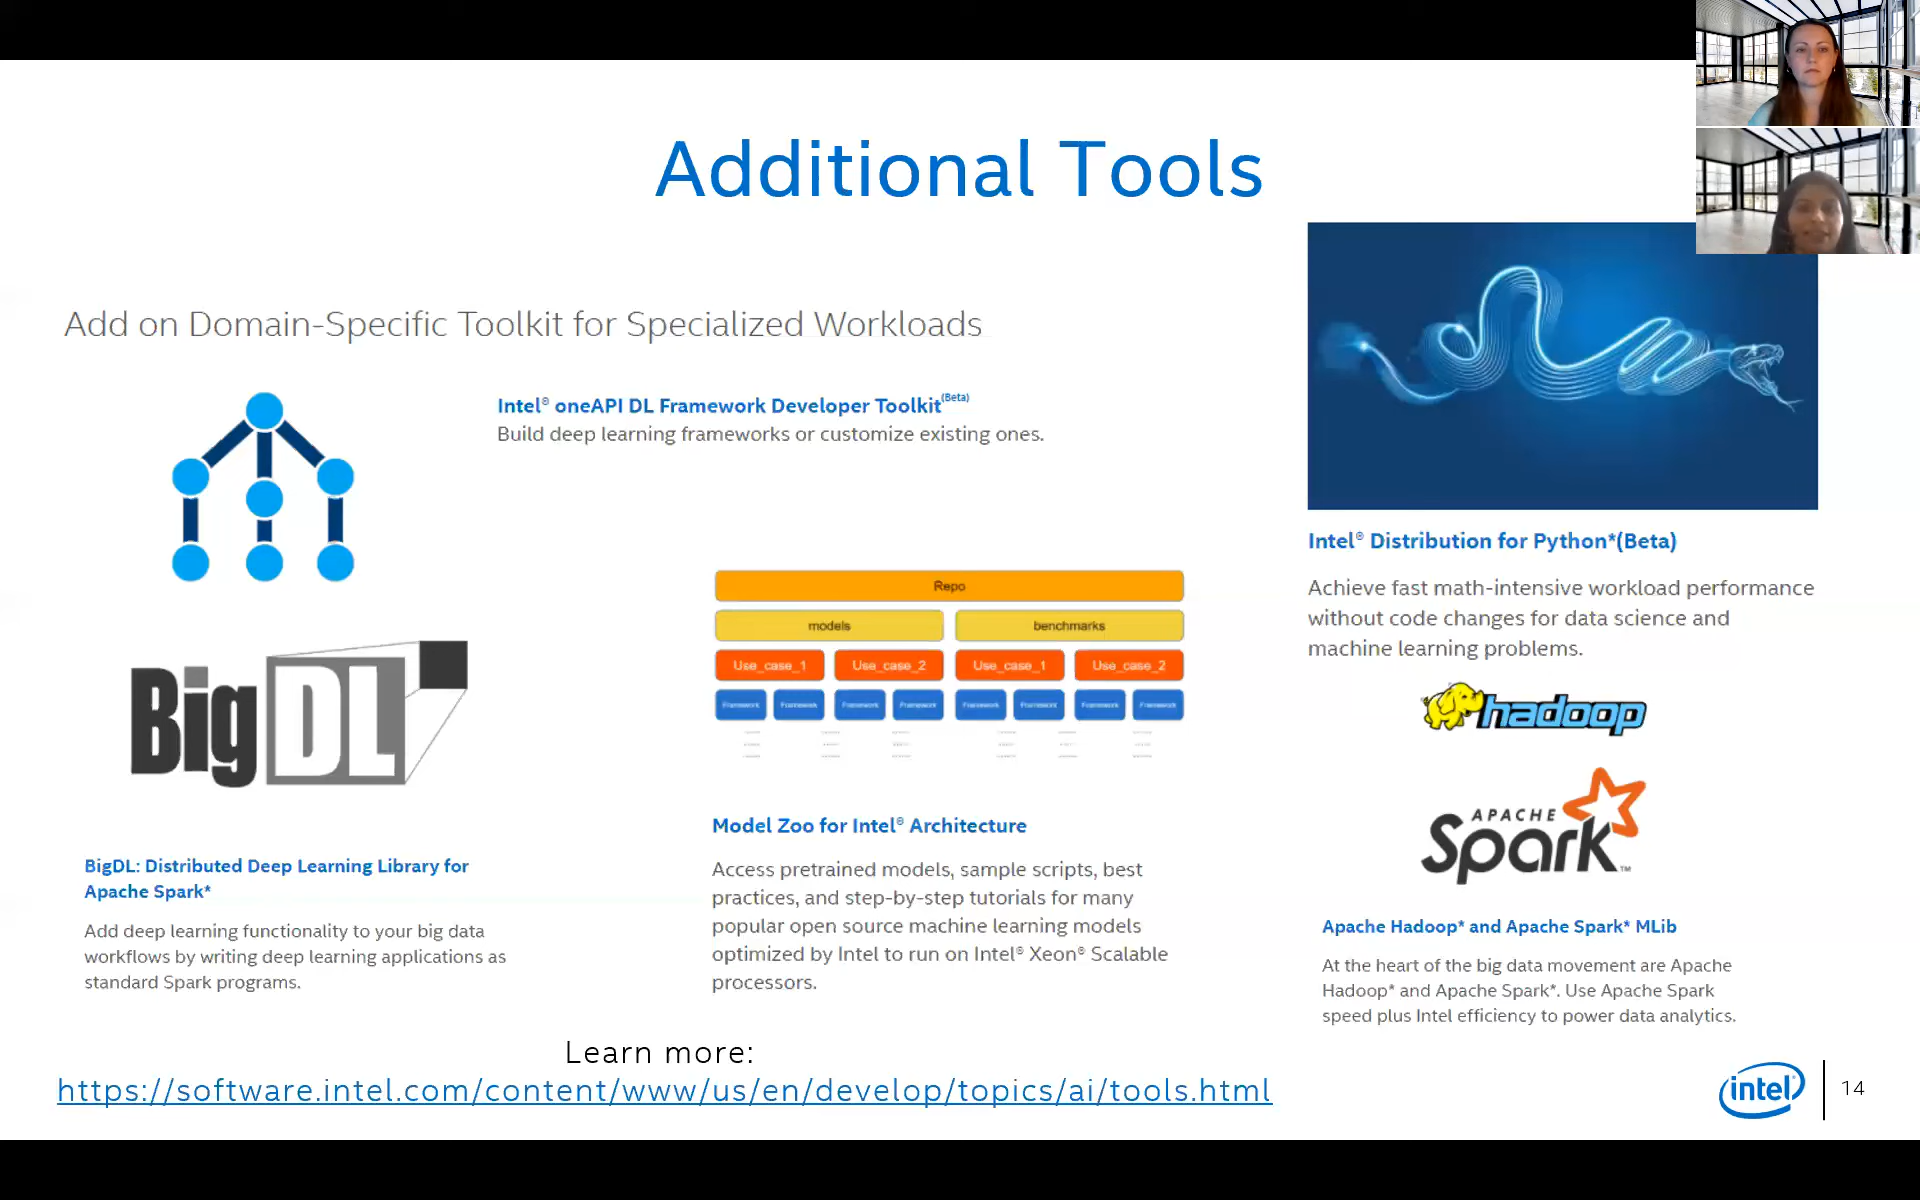 Additional Tools
Add on Domain-Specific Toolkit for Specialized Workloads
Intel® oneAPI DL Framework Developer Toolkit(Beta)
Build deep learning frameworks or customize existing ones.
BigDL
BigDL: Distributed Deep Learning Library for
Apache Spark*
Add deep learning functionality to your big data
workflows by writing deep learning applications as
standard Spark programs.
Repo
models benchmarks
Use_case_1 Use_case_2 Use_case_1 Use_case_2
Framework Framework Framework Framework Framework Framework Framework Framework
Model Zoo for Intel® Architecture
Access pretrained models, sample scripts, best
practices, and step-by-step tutorials for many
popular open source machine learning models
optimized by Intel to run on Intel® Xeon® Scalable
processors.
Intel® Distribution for Python*(Beta)
Achieve fast math-intensive workload performance
without code changes for data science and
machine learning problems.
hadoop
APACHE
Spark™
Apache Hadoop* and Apache Spark* MLib
At the heart of the big data movement are Apache
Hadoop* and Apache Spark*. Use Apache Spark
speed plus Intel efficiency to power data analytics.
Learn more:
https://software.intel.com/content/www/us/en/develop/topics/ai/tools.html
intel® 14